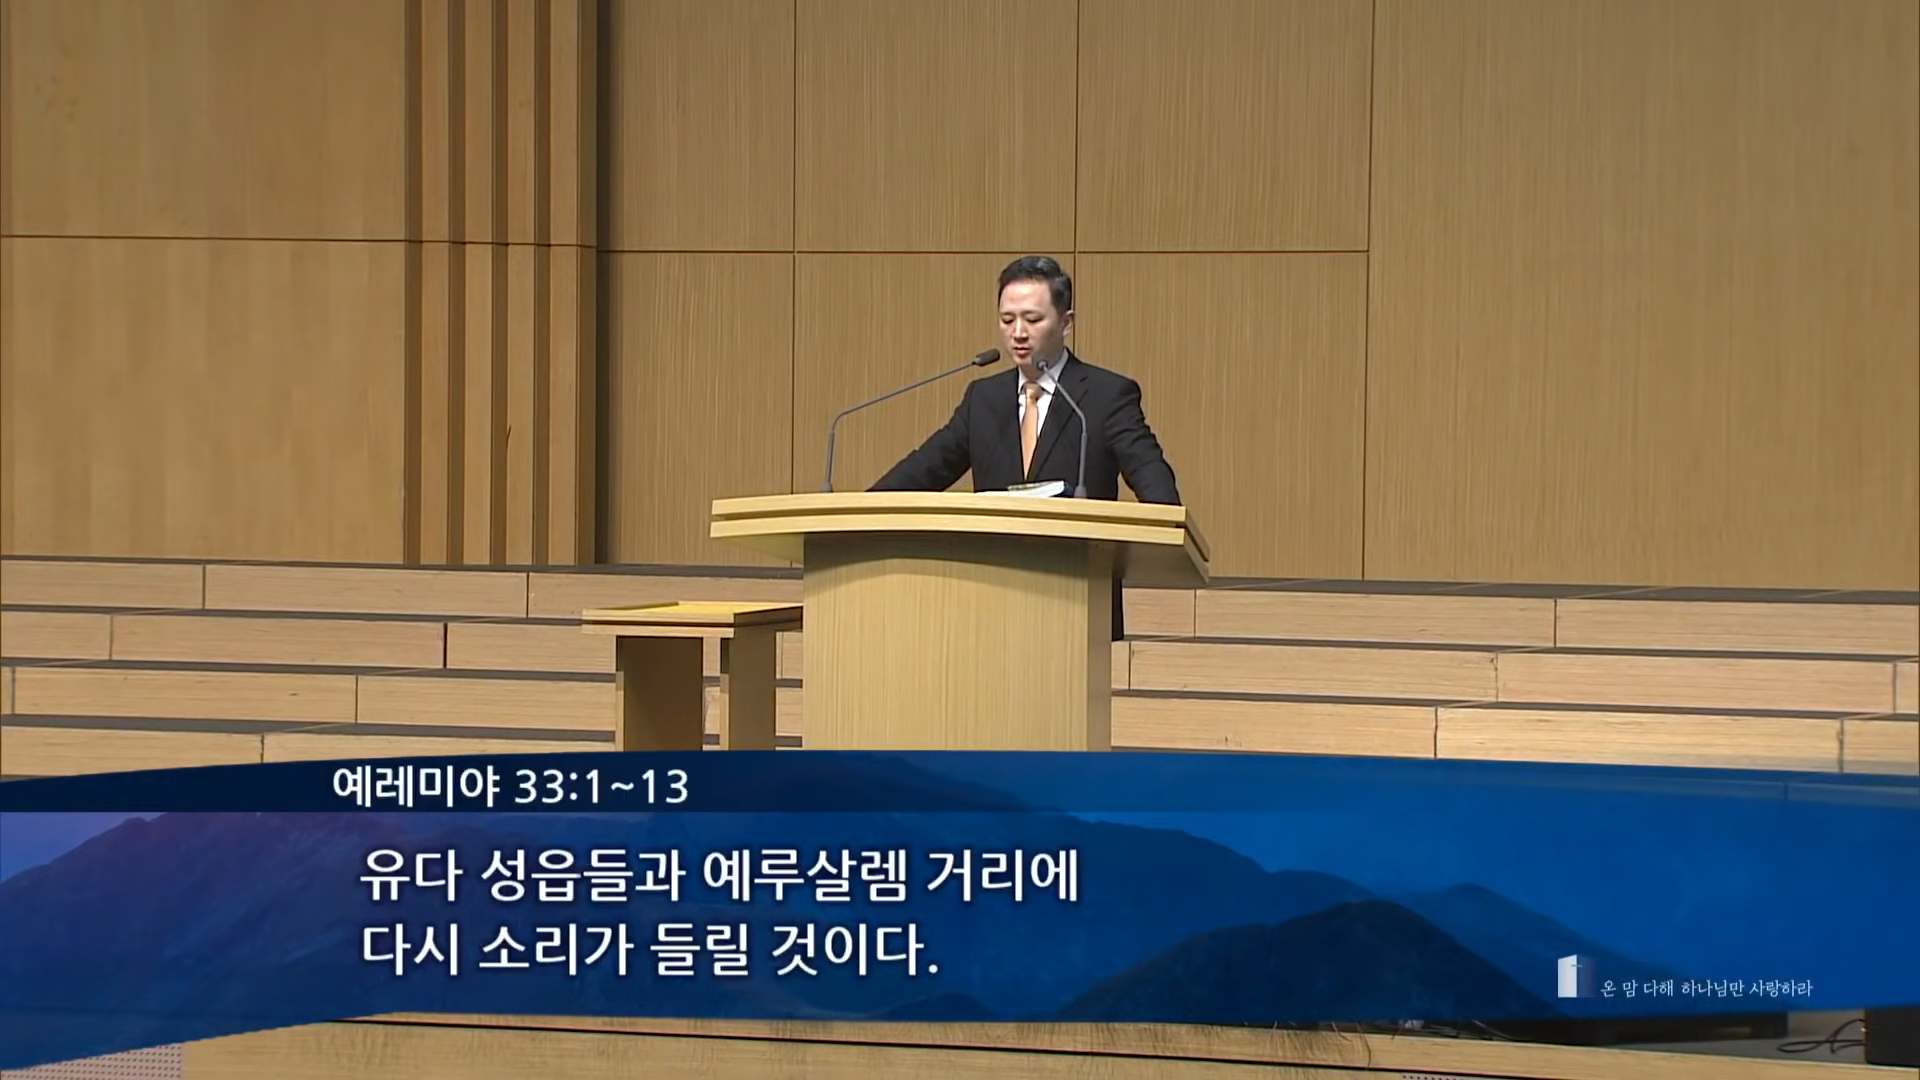 예레미야 33:1~13
유다 성읍들과 예루살렘 거리에
다시 소리가 들릴 것이다.
온 맘 다해 하나님만 사랑하라